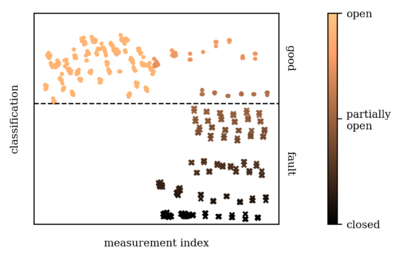 open
good
classification
partially
open
fault
closed
measurement index